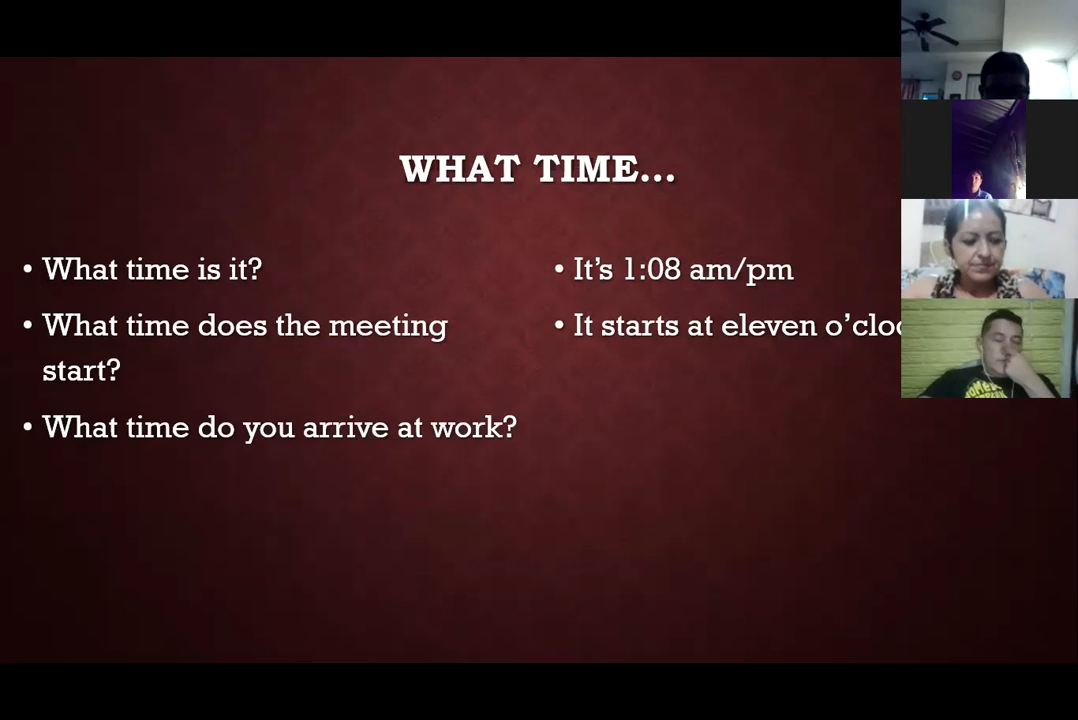 WHAT TIME...
• What time is it?
• What time does the meeting
start?
• What time do you arrive at work?
• It's 1:08 am/pm
• It starts at eleven